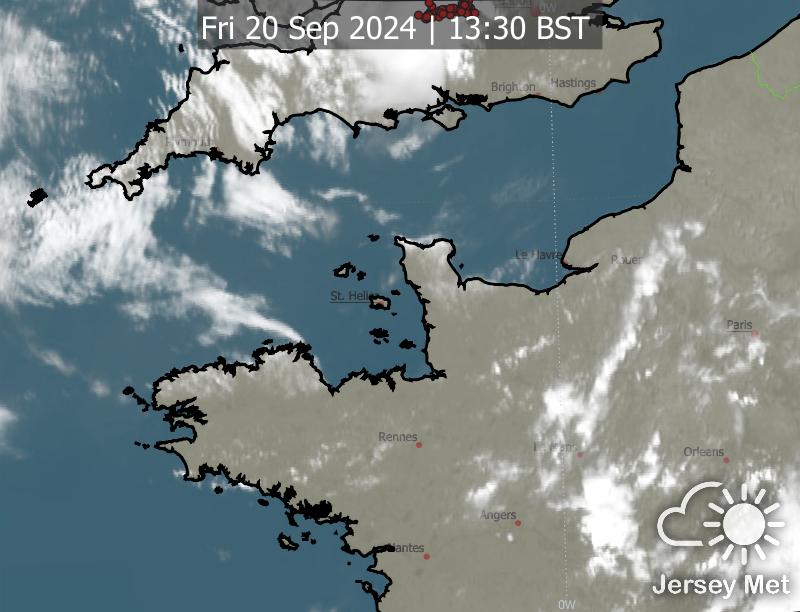 0W
Fri 20 Sep 2024 | 13:30 BST
Brighton
Hastings
Le Havre
Rouen
St. Helier
Paris
Rennes
Le Mans
Orleans
Angers
Nantes
Jersey Met
0W